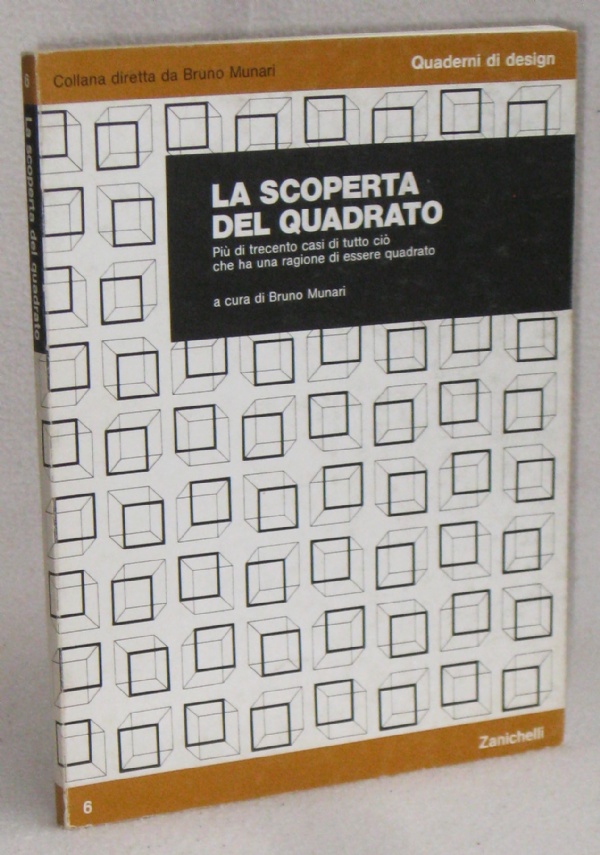 Collana diretta da Bruno Munari
Quaderni di design
LA SCOPERTA
DEL QUADRATO
Più di trecento casi di tutto ciò
che ha una ragione di essere quadrato
a cura di Bruno Munari
Zanichelli
6
6
La scoperta del quadrato